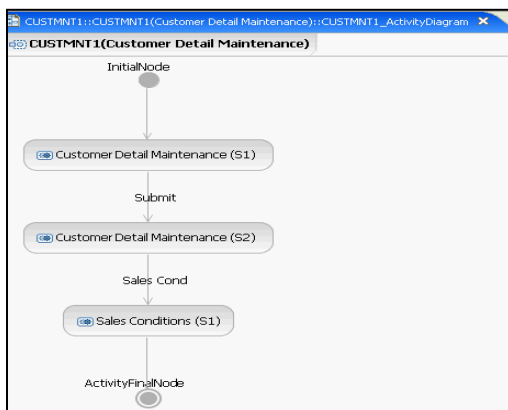 CUSTMNT1::CUSTMNT1(Customer Detail Maintenance)::CUSTMNT1_ActivityDiagram
CUSTMNT1(Customer Detail Maintenance)
InitialNode
Customer Detail Maintenance (S1)
Submit
Customer Detail Maintenance (S2)
Sales Cond
Sales Conditions (S1)
ActivityFinalNode